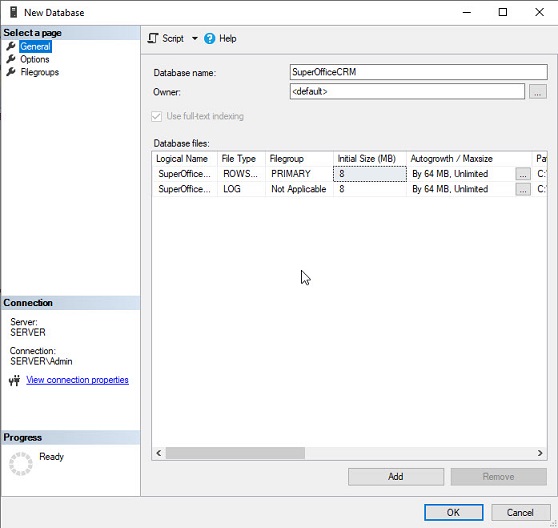 New Database
Select a page
General
Options
Filegroups
Script
Help
Database name: SuperOfficeCRM
Owner: <default> ...
Use full-text indexing
Database files:
Logical Name File Type Filegroup Initial Size (MB) Autogrowth / Maxsize Pa
SuperOffice... ROWS... PRIMARY 8 By 64 MB, Unlimited ... C:
SuperOffice... LOG Not Applicable 8 By 64 MB, Unlimited ... C:
Connection
Server:
SERVER
Connection:
SERVER\Admin
View connection properties
Progress
Ready
Add Remove
OK Cancel